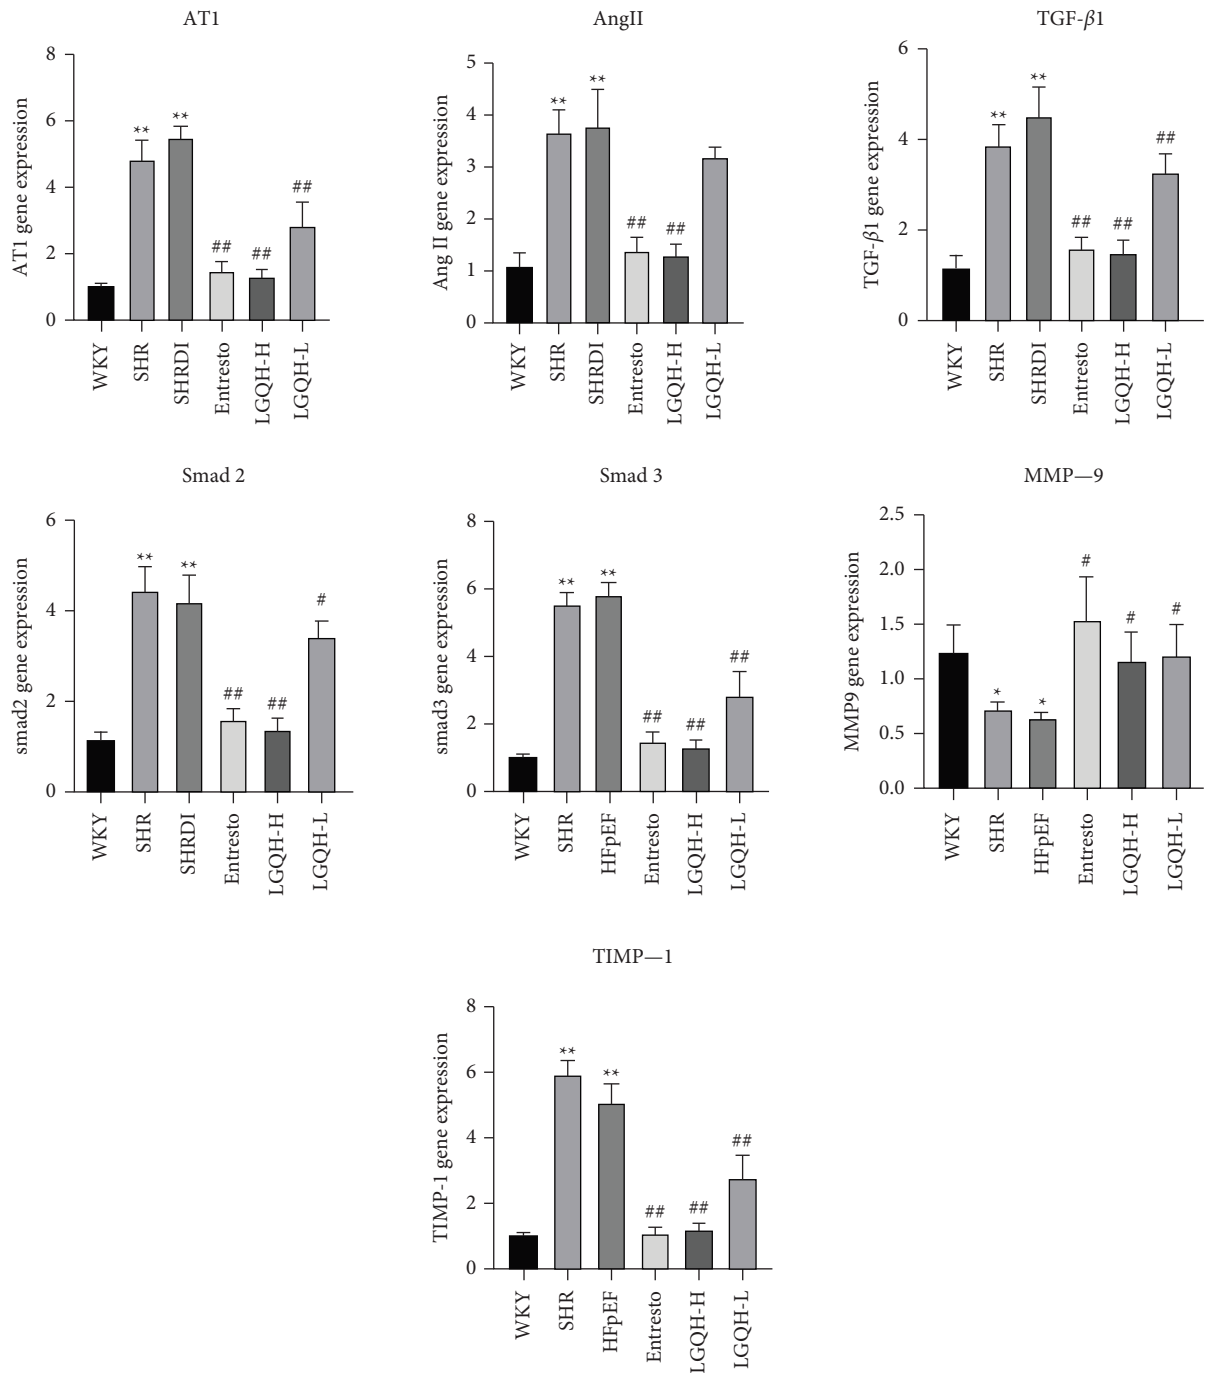 AT1
AT1 gene expression
8
6
4
2
0
**
**
##
##
##
WKY
SHR
SHRDI
Entresto
LGQH-H
LGQH-L
AngII
Ang II gene expression
5
4
3
2
1
0
**
**
##
##
WKY
SHR
SHRDI
Entresto
LGQH-H
LGQH-L
TGF-β1
TGF-β1 gene expression
6
4
2
0
**
**
##
##
##
WKY
SHR
SHRDI
Entresto
LGQH-H
LGQH-L
Smad 2
smad2 gene expression
6
4
2
0
**
**
##
##
#
WKY
SHR
SHRDI
Entresto
LGQH-H
LGQH-L
Smad 3
smad3 gene expression
8
6
4
2
0
**
**
##
##
##
WKY
SHR
HFpEF
Entresto
LGQH-H
LGQH-L
MMP—9
MMP9 gene expression
2.5
2.0
1.5
1.0
0.5
0.0
*
*
#
#
#
WKY
SHR
HFpEF
Entresto
LGQH-H
LGQH-L
TIMP—1
TIMP-1 gene expression
8
6
4
2
0
**
**
##
##
##
WKY
SHR
HFpEF
Entresto
LGQH-H
LGQH-L